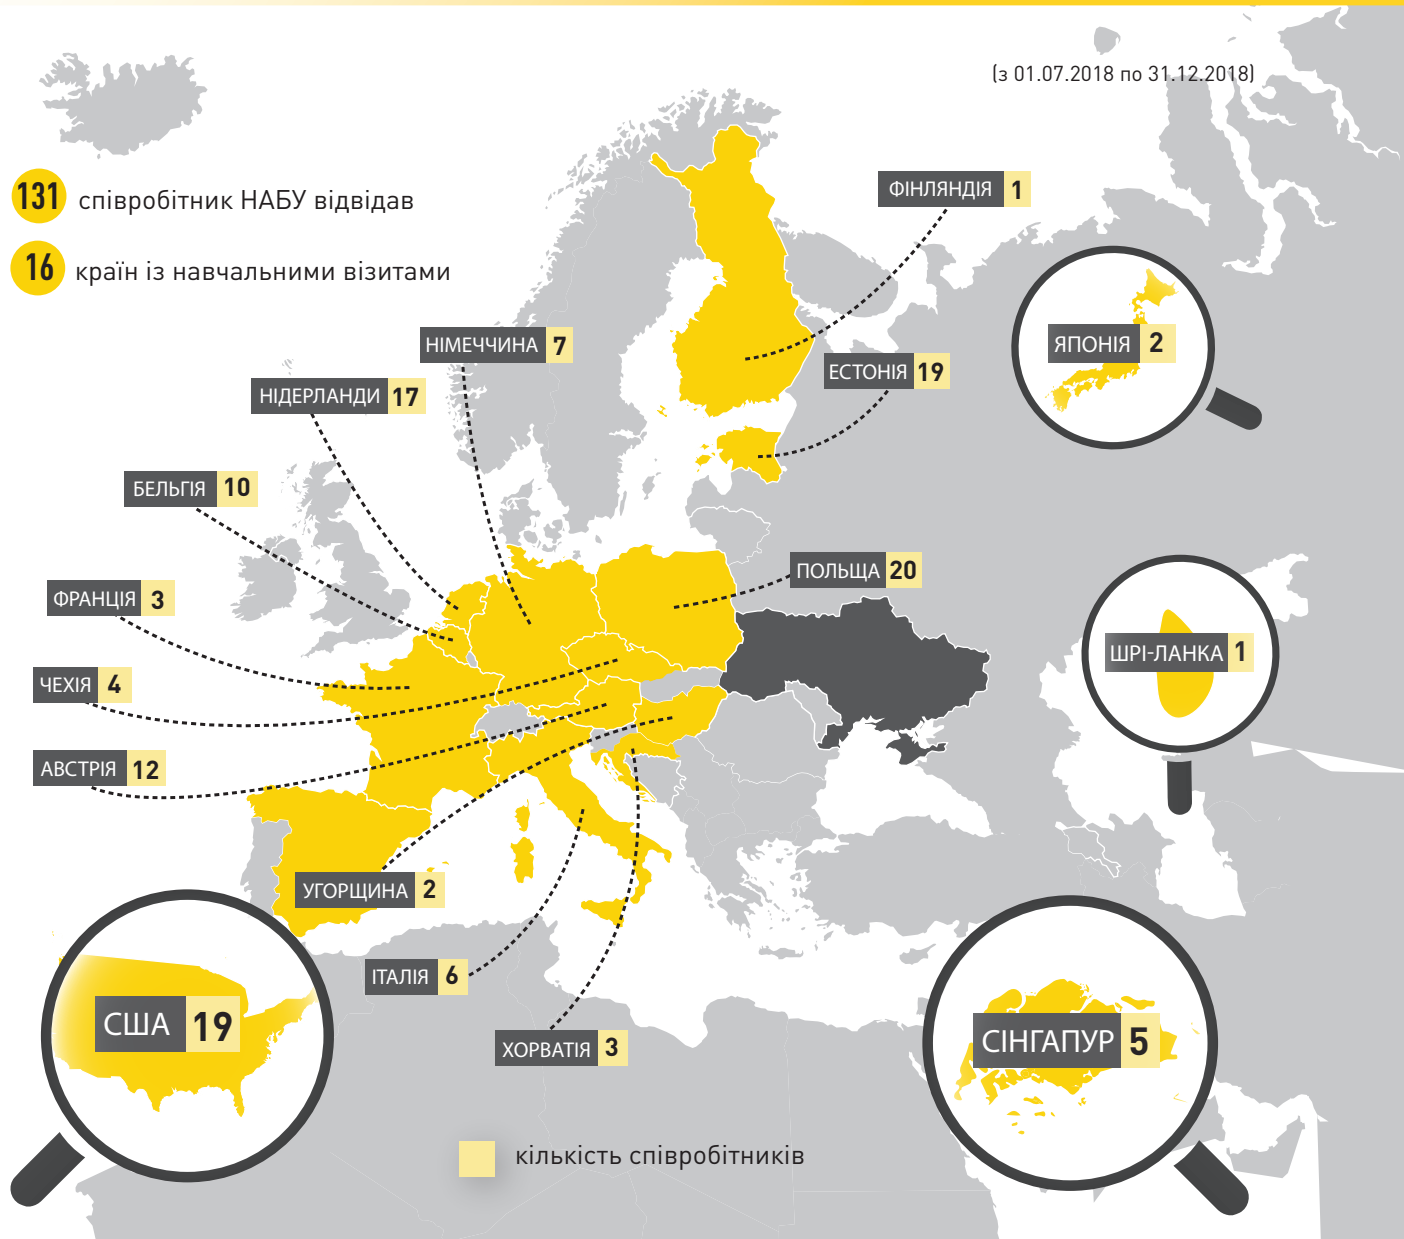 (з 01.07.2018 по 31.12.2018)
131 співробітник НАБУ відвідав
16 країн із навчальними візитами
ФІНЛЯНДІЯ 1
НІМЕЧЧИНА 7
ЯПОНІЯ 2
ЕСТОНІЯ 19
НІДЕРЛАНДИ 17
БЕЛЬГІЯ 10
ПОЛЬЩА 20
ФРАНЦІЯ 3
ШРІ-ЛАНКА 1
ЧЕХІЯ 4
АВСТРІЯ 12
УГОРЩИНА 2
ІТАЛІЯ 6
США 19
СІНГАПУР 5
ХОРВАТІЯ 3
кількість співробітників